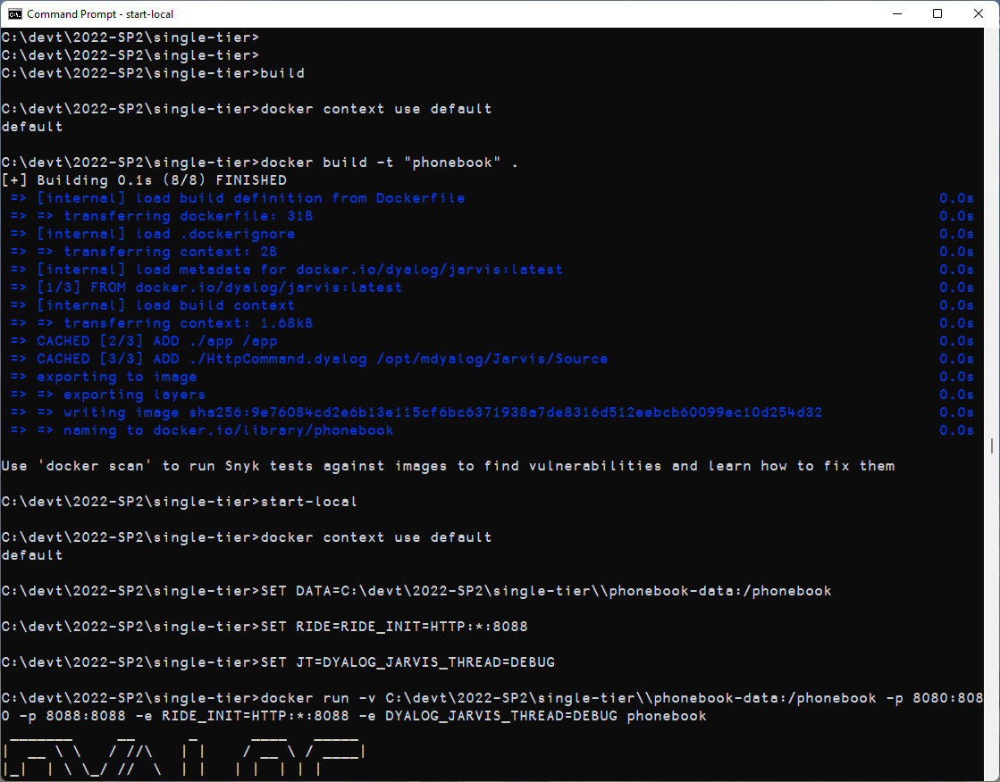 Command Prompt - start-local
C:\devt\2022-SP2\single-tier>
C:\devt\2022-SP2\single-tier>
C:\devt\2022-SP2\single-tier>build
C:\devt\2022-SP2\single-tier>docker context use default
default
C:\devt\2022-SP2\single-tier>docker build -t "phonebook" .
[+] Building 0.1s (8/8) FINISHED
=> [internal] load build definition from Dockerfile 0.0s
=> => transferring dockerfile: 31B 0.0s
=> [internal] load .dockerignore 0.0s
=> => transferring context: 2B 0.0s
=> [internal] load metadata for docker.io/dyalog/jarvis:latest 0.0s
=> [1/3] FROM docker.io/dyalog/jarvis:latest 0.0s
=> [internal] load build context 0.0s
=> => transferring context: 1.68kB 0.0s
=> CACHED [2/3] ADD ./app /app 0.0s
=> CACHED [3/3] ADD ./HttpCommand.dyalog /opt/mdyalog/Jarvis/Source 0.0s
=> exporting to image 0.0s
=> => exporting layers 0.0s
=> => writing image sha256:9e76084cd2e6b13e115cf6bc6371938a7de8316d512eebcb60099ec10d254d32 0.0s
=> => naming to docker.io/library/phonebook 0.0s
Use 'docker scan' to run Snyk tests against images to find vulnerabilities and learn how to fix them
C:\devt\2022-SP2\single-tier>start-local
C:\devt\2022-SP2\single-tier>docker context use default
default
C:\devt\2022-SP2\single-tier>SET DATA=C:\devt\2022-SP2\single-tier\\phonebook-data:/phonebook
C:\devt\2022-SP2\single-tier>SET RIDE=RIDE_INIT=HTTP:*:8088
C:\devt\2022-SP2\single-tier>SET JT=DYALOG_JARVIS_THREAD=DEBUG
C:\devt\2022-SP2\single-tier>docker run -v C:\devt\2022-SP2\single-tier\\phonebook-data:/phonebook -p 8080:808
0 -p 8088:8088 -e RIDE_INIT=HTTP:*:8088 -e DYALOG_JARVIS_THREAD=DEBUG phonebook